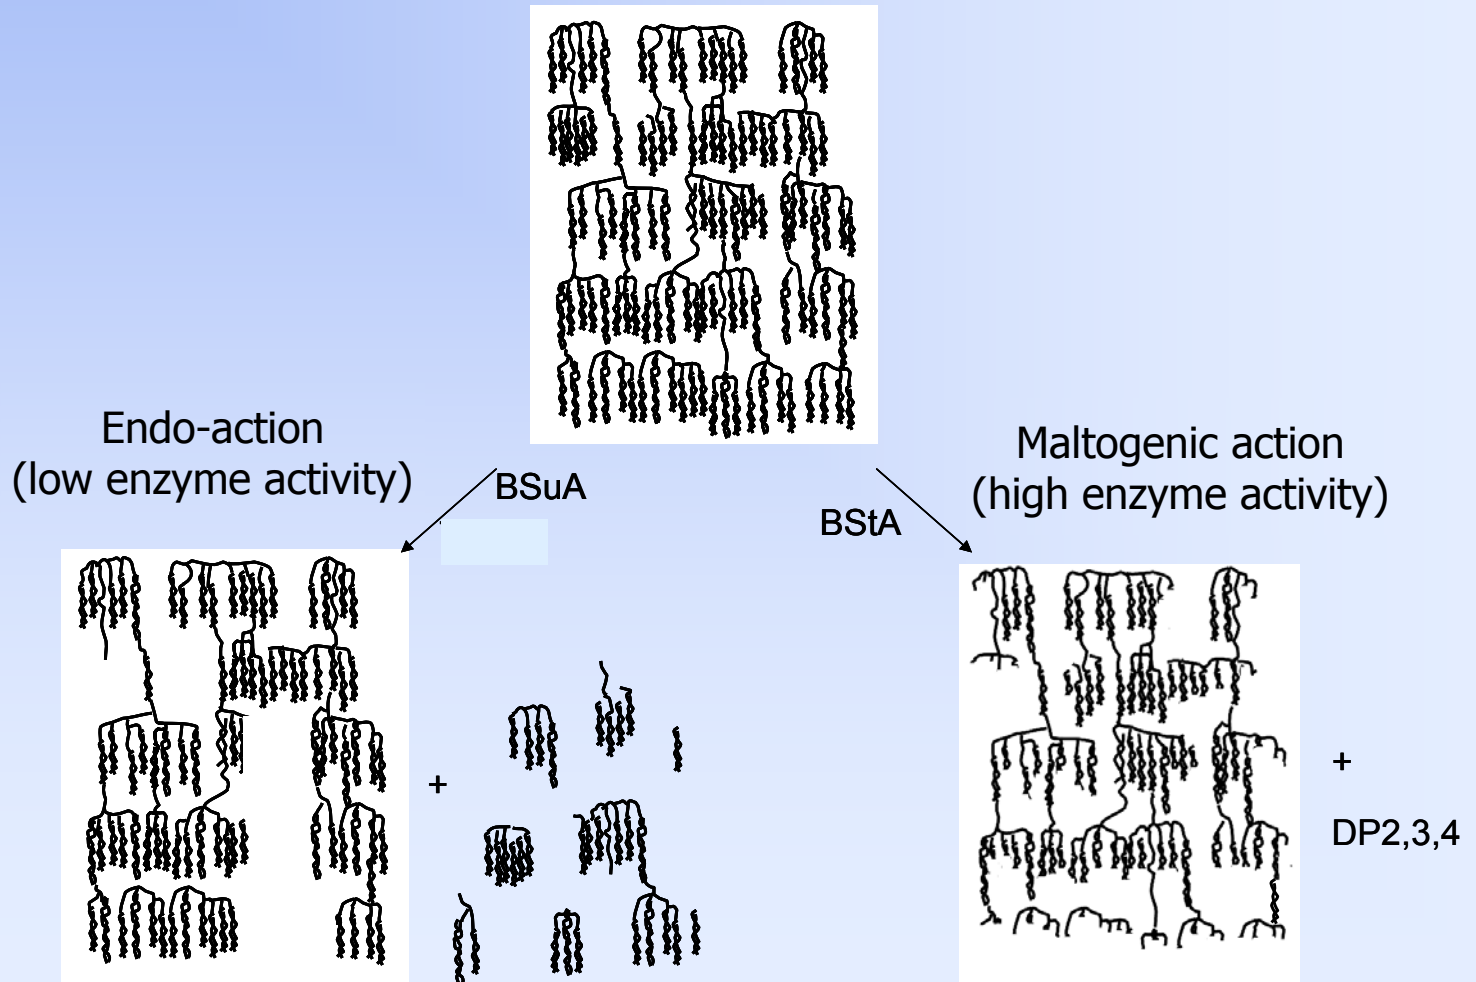 Endo-action
(low enzyme activity)
BSuA
Maltogenic action
(high enzyme activity)
BStA
+
+
DP2,3,4